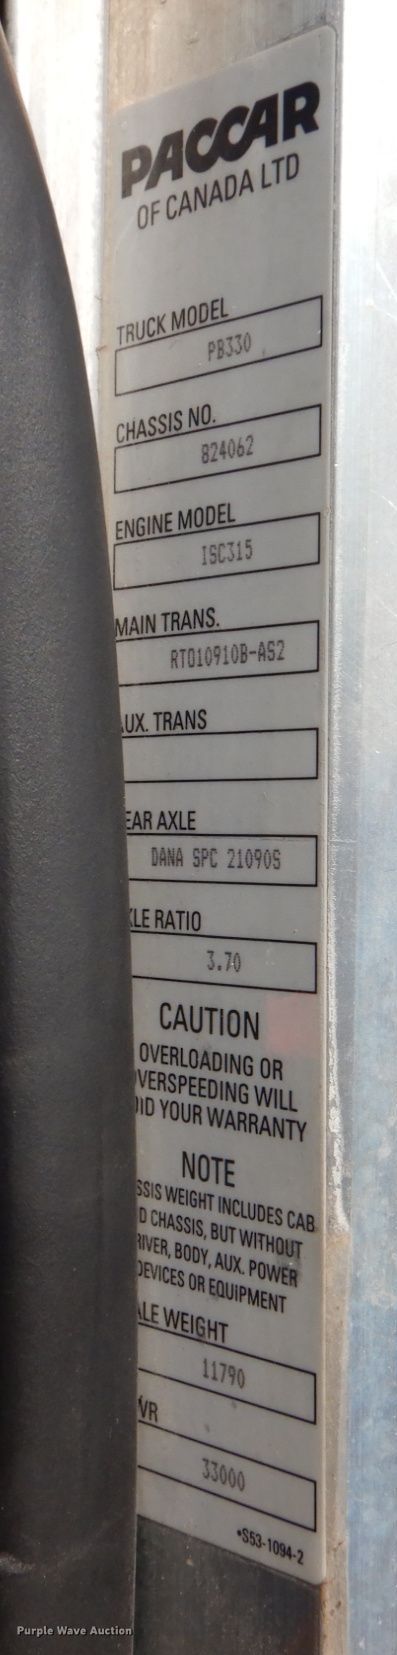 PACCAR
OF CANADA LTD
TRUCK MODEL
PB330
CHASSIS NO.
824062
ENGINE MODEL
ISC315
MAIN TRANS.
RTO10910B-AS2
UX. TRANS
EAR AXLE
DANA SPC 21090S
KLE RATIO
3.70
CAUTION
OVERLOADING OR
VERSPEEDING WILL
ID YOUR WARRANTY
NOTE
SSIS WEIGHT INCLUDES CAB
D CHASSIS, BUT WITHOUT
RIVER, BODY, AUX. POWER
DEVICES OR EQUIPMENT
ALE WEIGHT
11790
VR
33000
•S53-1094-2
Purple Wave Auction